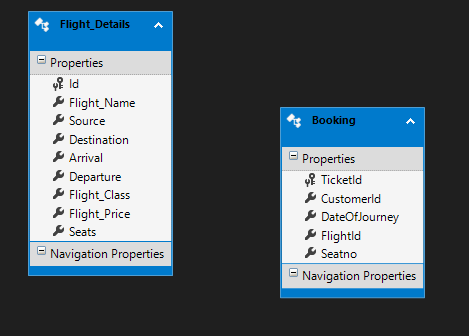 Flight_Details
Properties
Id
Flight_Name
Source
Destination
Arrival
Departure
Flight_Class
Flight_Price
Seats
Navigation Properties
Booking
Properties
TicketId
CustomerId
DateOfJourney
FlightId
Seatno
Navigation Properties